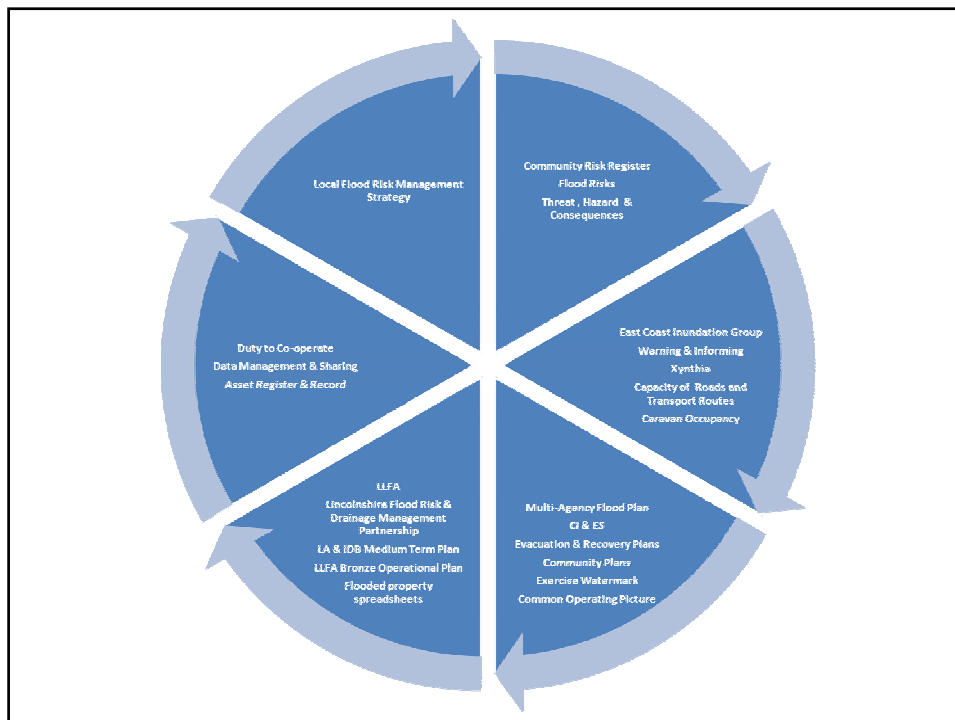 Community Risk Register
Flood Risks
Threat , Hazard &
Consequences
East Coast Inundation Group
Warning & Informing
Xynthia
Capacity of Roads and
Transport Routes
Caravan Occupancy
Multi-Agency Flood Plan
CI & ES
Evacuation & Recovery Plans
Community Plans
Exercise Watermark
Common Operating Picture
LLFA
Lincolnshire Flood Risk &
Drainage Management
Partnership
LA & IDB Medium Term Plan
LLFA Bronze Operational Plan
Flooded property
spreadsheets
Duty to Co-operate
Data Management & Sharing
Asset Register & Record
Local Flood Risk Management
Strategy